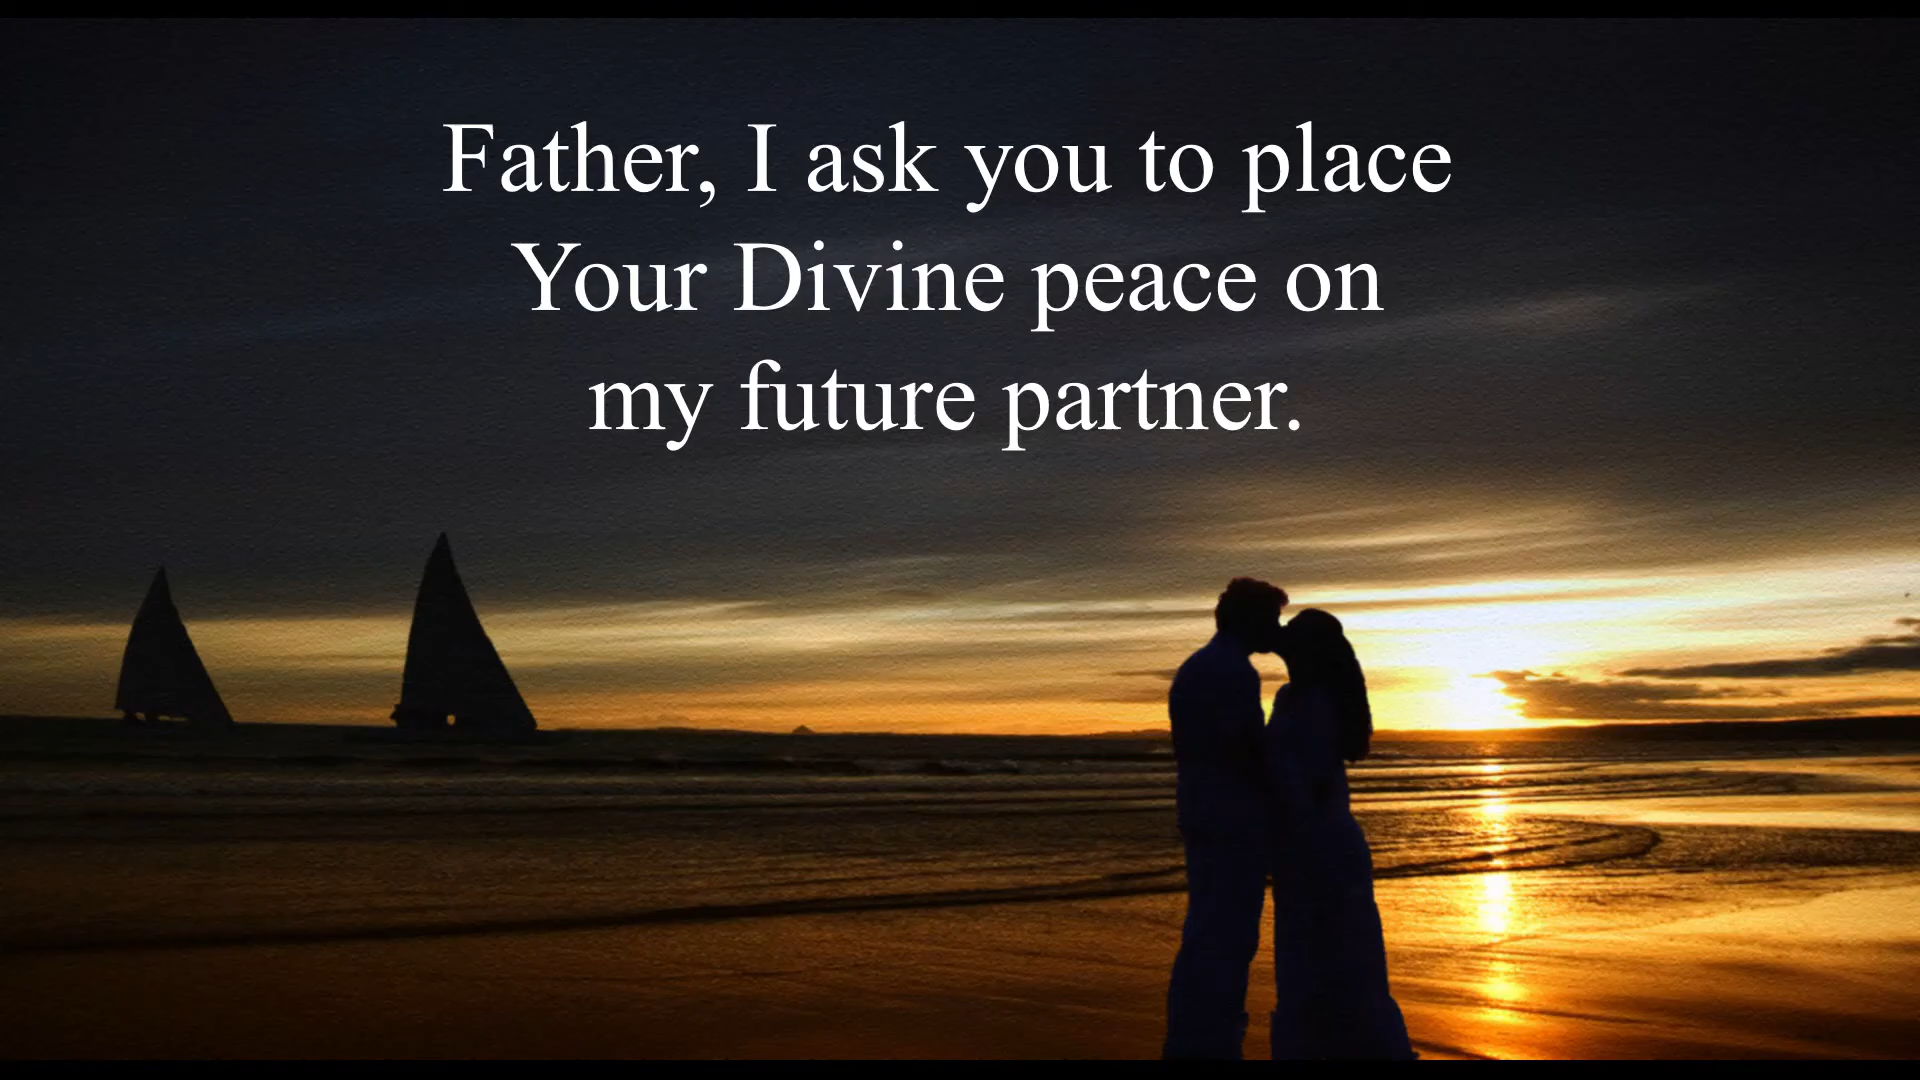 Father, I ask you to place
Your Divine peace on
my future partner.